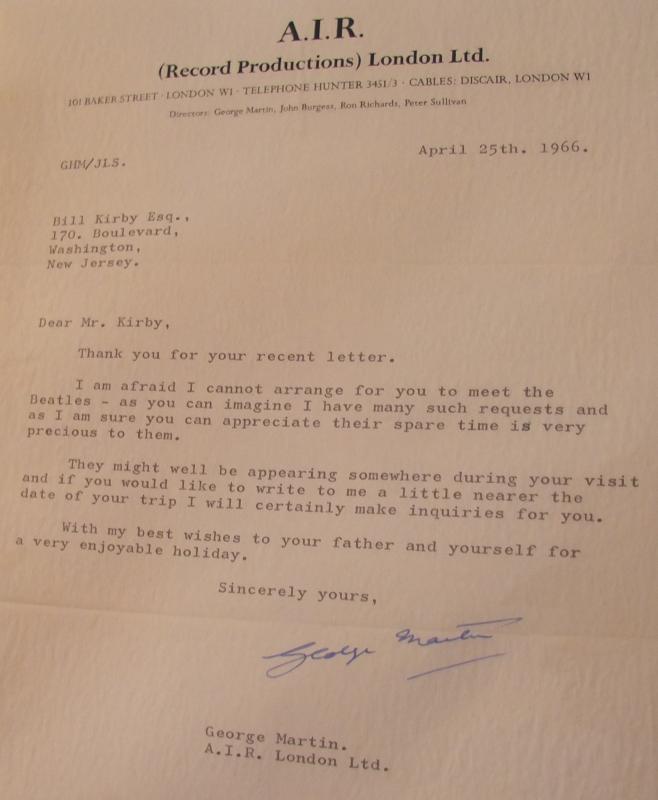 A.I.R.
(Record Productions) London Ltd.
101 BAKER STREET · LONDON W1 · TELEPHONE HUNTER 3451/3 · CABLES: DISCAIR, LONDON W1
Directors: George Martin, John Burgess, Ron Richards, Peter Sullivan
April 25th. 1966.
GHM/JLS.
Bill Kirby Esq.,
170. Boulevard,
Washington,
New Jersey.
Dear Mr. Kirby,
Thank you for your recent letter.
I am afraid I cannot arrange for you to meet the
Beatles - as you can imagine I have many such requests and
as I am sure you can appreciate their spare time is very
precious to them.
They might well be appearing somewhere during your visit
and if you would like to write to me a little nearer the
date of your trip I will certainly make inquiries for you.
With my best wishes to your father and yourself for
a very enjoyable holiday.
Sincerely yours,
George Martin
George Martin.
A.I.R. London Ltd.